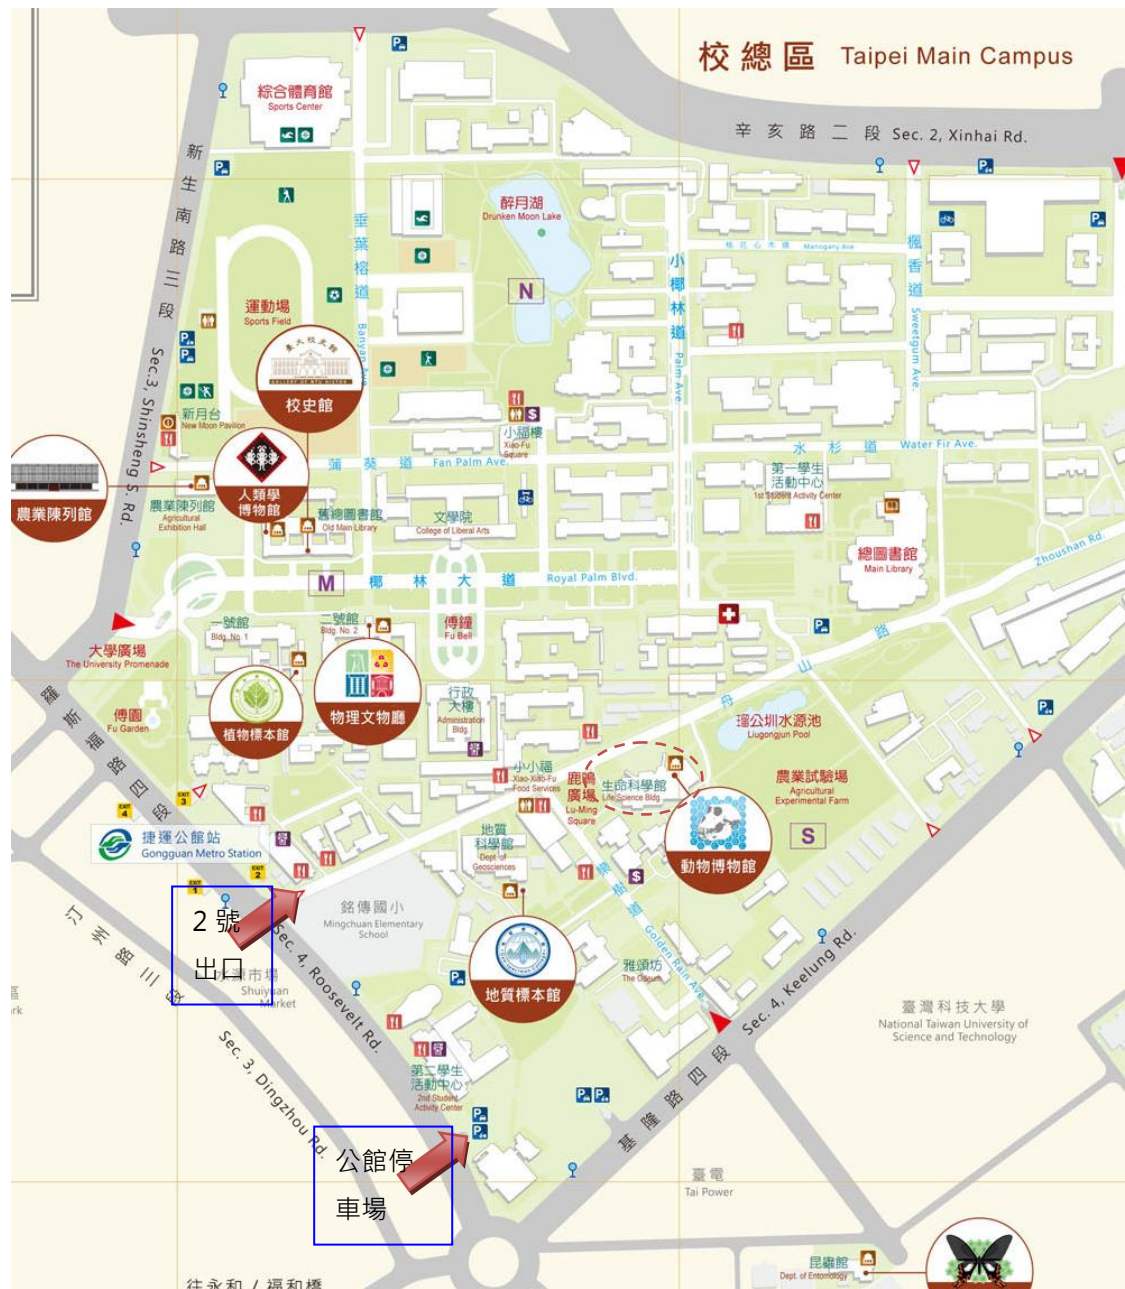 校總區 Taipei Main Campus
辛亥路二段 Sec. 2, Xinhai Rd.
綜合體育館
Sports Center
新生南路三段 Sec.3, Shinsheng S. Rd.
垂葉榕道 Banyan Ave.
醉月湖
Drunken Moon Lake
N
小椰林道 Palm Ave.
桃花心木道 Mahogany Ave
楓香道 Sweetgum Ave.
運動場
Sports Field
臺大校史館
校史館
新月台
New Moon Pavilion
小福樓
Xiao-Fu
Square
水杉道 Water Fir Ave.
蒲葵道 Fan Palm Ave.
人類學
博物館
農業陳列館
農業陳列館
Agricultural
Exhibition Hall
舊總圖書館
Old Main Library
文學院
College of Liberal Arts
第一學生
活動中心
1st Student Activity Center
總圖書館
Main Library
Zhoushan Rd.
舟山路
M
椰林大道 Royal Palm Blvd.
一號館
Bldg. No. 1
二號館
Bldg. No. 2
傅鐘
Fu Bell
大學廣場
The University Promenade
傅園
Fu Garden
植物標本館
物理文物廳
行政
大樓
Administration
Bldg.
瑠公圳水源池
Liugongjun Pool
小小福
Xiao-Xiao-Fu
Food Services
鹿鳴
廣場
Lu-Ming
Square
生命科學館
Life Science Bldg
農業試驗場
Agricultural
Experimental Farm
S
動物博物館
羅斯福路四段 Sec. 4, Roosevelt Rd.
EXIT
4
EXIT
3
捷運公館站
Gongguan Metro Station
EXIT
2
EXIT
1
地質
科學館
Dept. of
Geosciences
地質標本館
銘傳國小
Mingchuan Elementary
School
2 號
出口
水源市場
Shuiyuan
Market
汀州路三段 Sec. 3, Dingzhou Rd.
雅頌坊
The Odeum
Golden Rain Ave.
基隆路四段 Sec. 4, Keelung Rd.
臺灣科技大學
National Taiwan University of
Science and Technology
第二學生
活動中心
2nd Student
Activity Center
公館停
車場
臺電
Tai Power
昆蟲館
Dept. of Entomology
往永和 / 福和橋